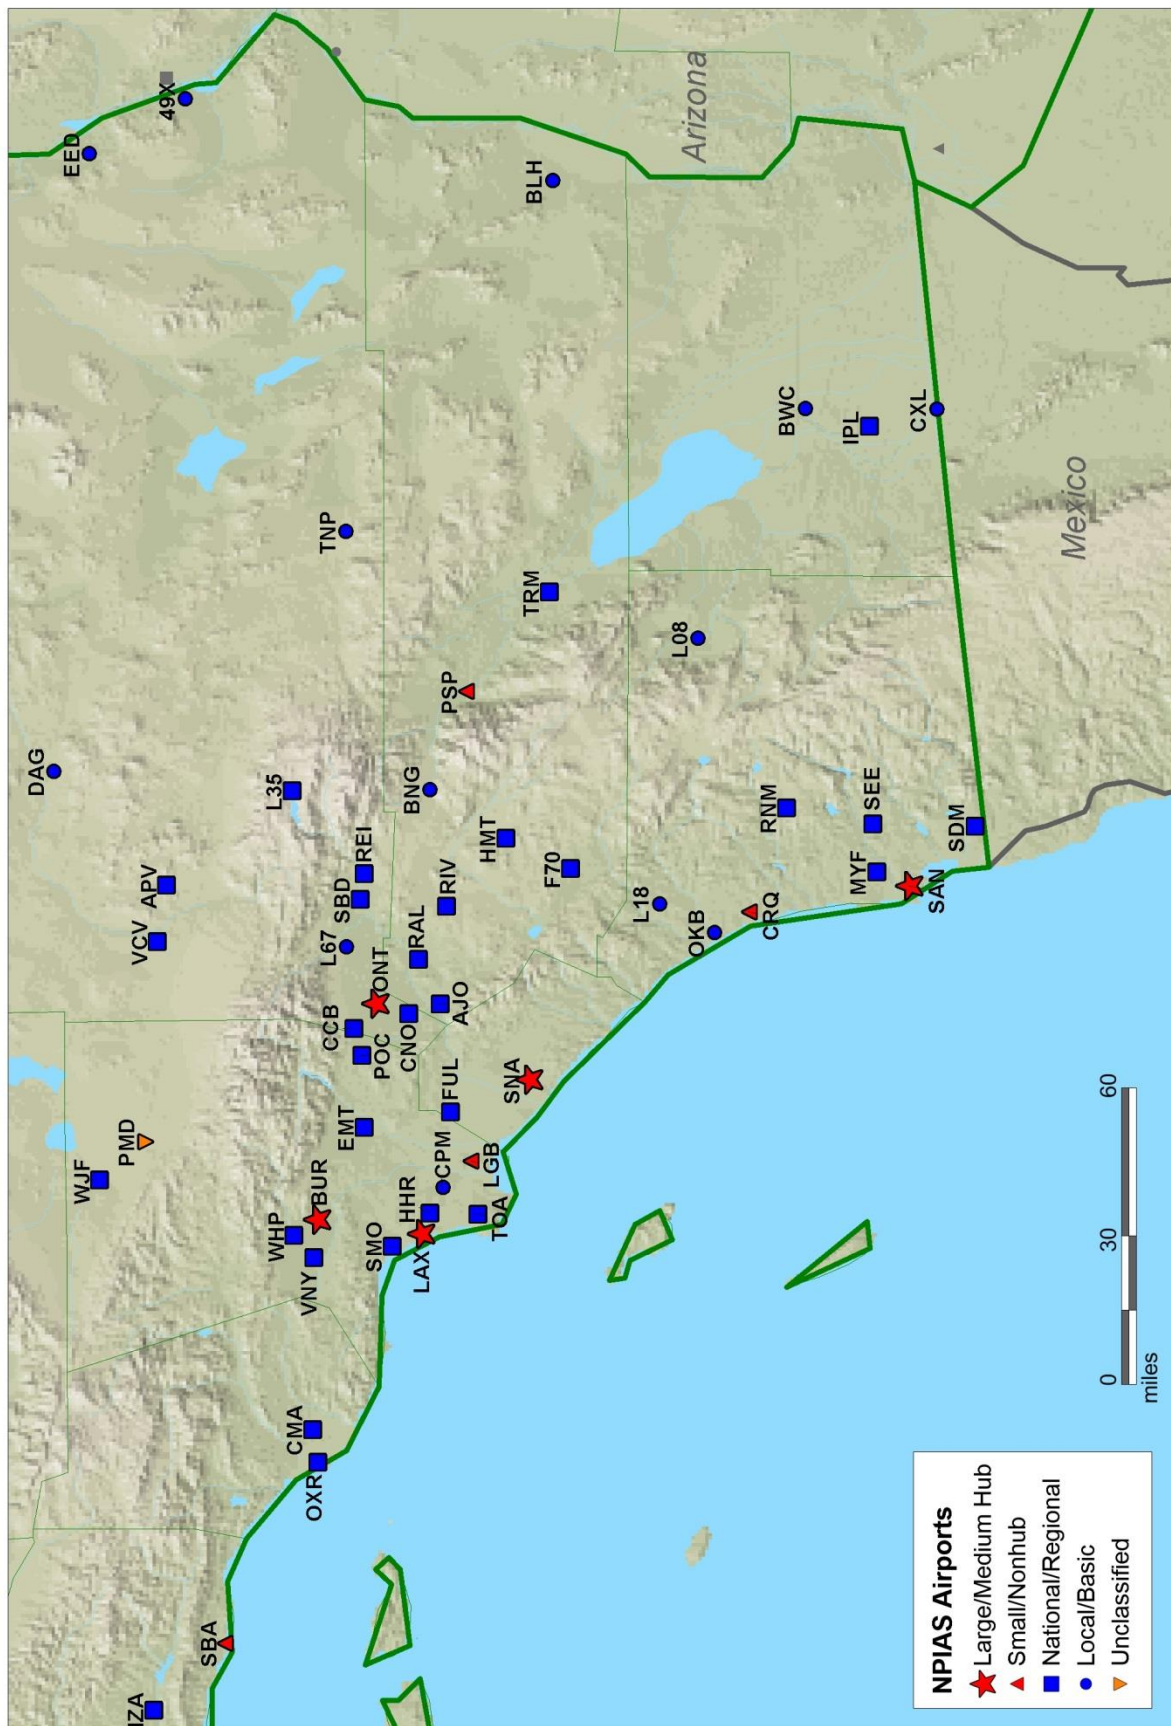 DAG
EED
WJF
PMD
IZA
VCV
APV
49X
SBA
WHP
L35
CMA
OXR
VNY
BUR
L67
SBD
REI
TNP
EMT
CCB
POC
ONT
SMO
HHR
CNO
RAL
BNG
LAX
CPM
FUL
AJO
RIV
PSP
LGB
TOA
HMT
SNA
F70
TRM
BLH
L18
L08
Arizona
OKB
CRQ
RNM
BWC
MYF
SEE
IPL
SAN
SDM
CXL
Mexico
NPIAS Airports
Large/Medium Hub
Small/Nonhub
National/Regional
Local/Basic
Unclassified
0 30 60
miles